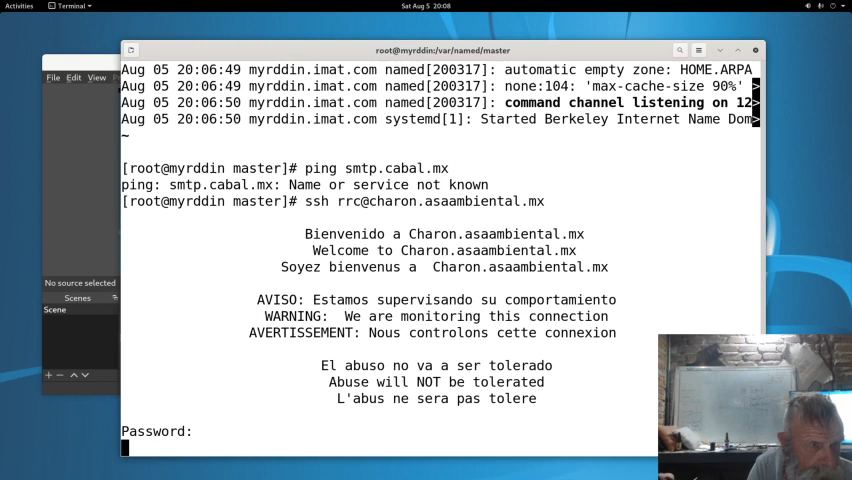 Activities Terminal Sat Aug 5 20:08
root@myrddin:/var/named/master
File Edit View
Aug 05 20:06:49 myrddin.imat.com named[200317]: automatic empty zone: HOME.ARPA
Aug 05 20:06:49 myrddin.imat.com named[200317]: none:104: 'max-cache-size 90%' >
Aug 05 20:06:50 myrddin.imat.com named[200317]: command channel listening on 12>
Aug 05 20:06:50 myrddin.imat.com systemd[1]: Started Berkeley Internet Name Dom>
~
[root@myrddin master]# ping smtp.cabal.mx
ping: smtp.cabal.mx: Name or service not known
[root@myrddin master]# ssh rrc@charon.asaambiental.mx
Bienvenido a Charon.asaambiental.mx
Welcome to Charon.asaambiental.mx
Soyez bienvenus a Charon.asaambiental.mx
AVISO: Estamos supervisando su comportamiento
WARNING: We are monitoring this connection
AVERTISSEMENT: Nous controlons cette connexion
El abuso no va a ser tolerado
Abuse will NOT be tolerated
L'abus ne sera pas tolere
Password:
No source selected
Scenes
Scene